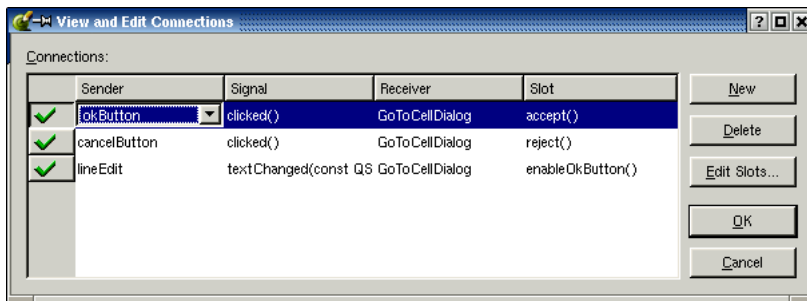 View and Edit Connections
Connections:
Sender Signal Receiver Slot
okButton clicked() GoToCellDialog accept()
cancelButton clicked() GoToCellDialog reject()
lineEdit textChanged(const QS GoToCellDialog enableOkButton()
New
Delete
Edit Slots...
OK
Cancel